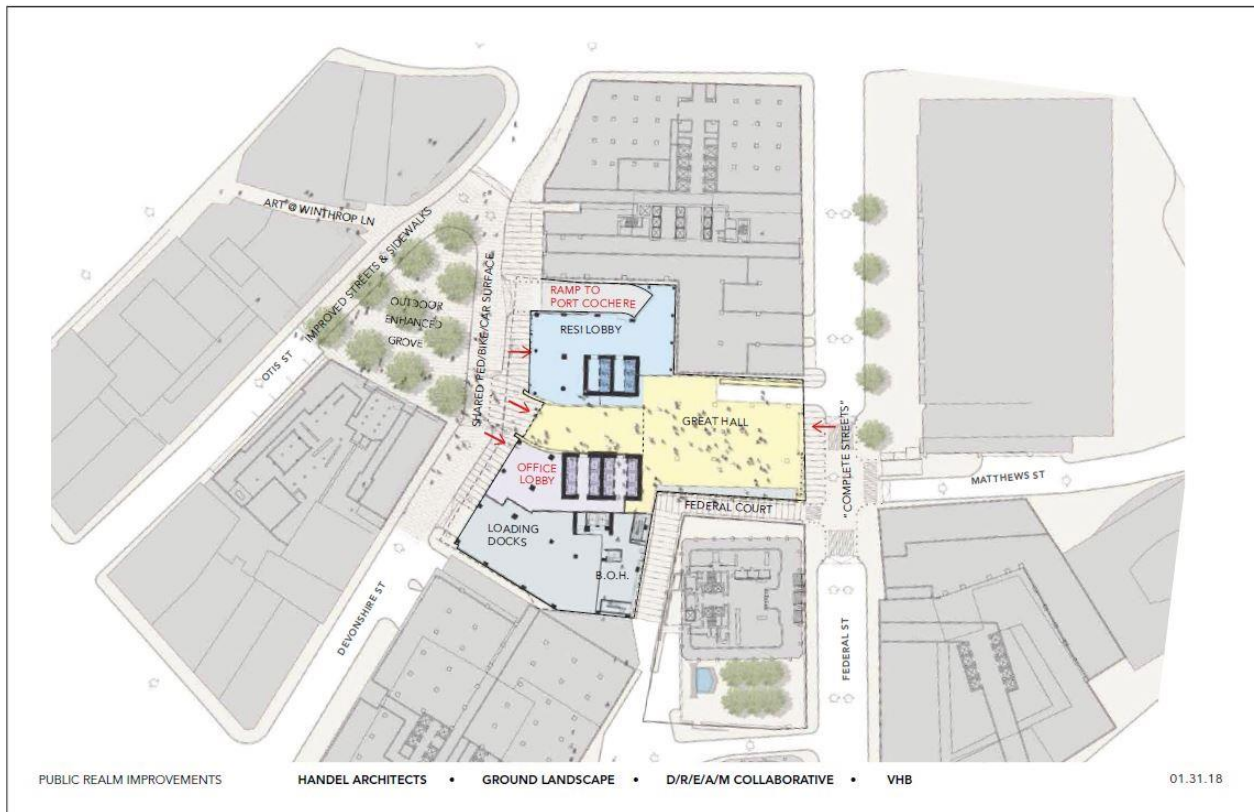 ART @ WINTHROP LN
IMPROVED STREETS & SIDEWALKS
OUTDOOR
ENHANCED
GROVE
SHARED PED/BIKE/CAR SURFACE
OTIS ST
RAMP TO
PORT COCHERE
RESI LOBBY
GREAT HALL
"COMPLETE STREETS"
MATTHEWS ST
OFFICE
LOBBY
FEDERAL COURT
LOADING
DOCKS
B.O.H.
DEVONSHIRE ST
FEDERAL ST
PUBLIC REALM IMPROVEMENTS
HANDEL ARCHITECTS • GROUND LANDSCAPE • D/R/E/A/M COLLABORATIVE • VHB
01.31.18